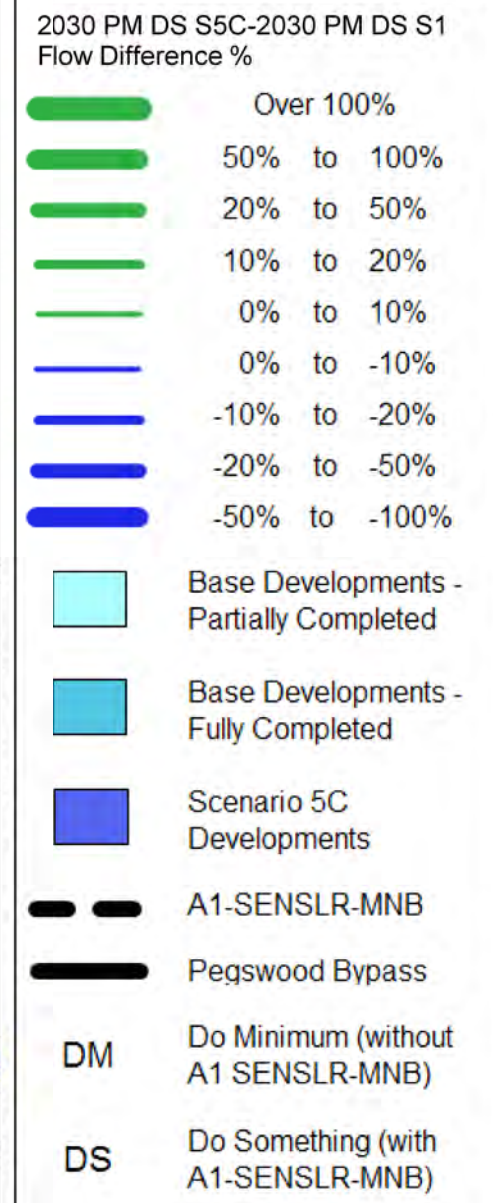 2030 PM DS S5C-2030 PM DS S1
Flow Difference %
Over 100%
50% to 100%
20% to 50%
10% to 20%
0% to 10%
0% to -10%
-10% to -20%
-20% to -50%
-50% to -100%
Base Developments -
Partially Completed
Base Developments -
Fully Completed
Scenario 5C
Developments
A1-SENSLR-MNB
Pegswood Bypass
DM Do Minimum (without
A1 SENSLR-MNB)
DS Do Something (with
A1-SENSLR-MNB)